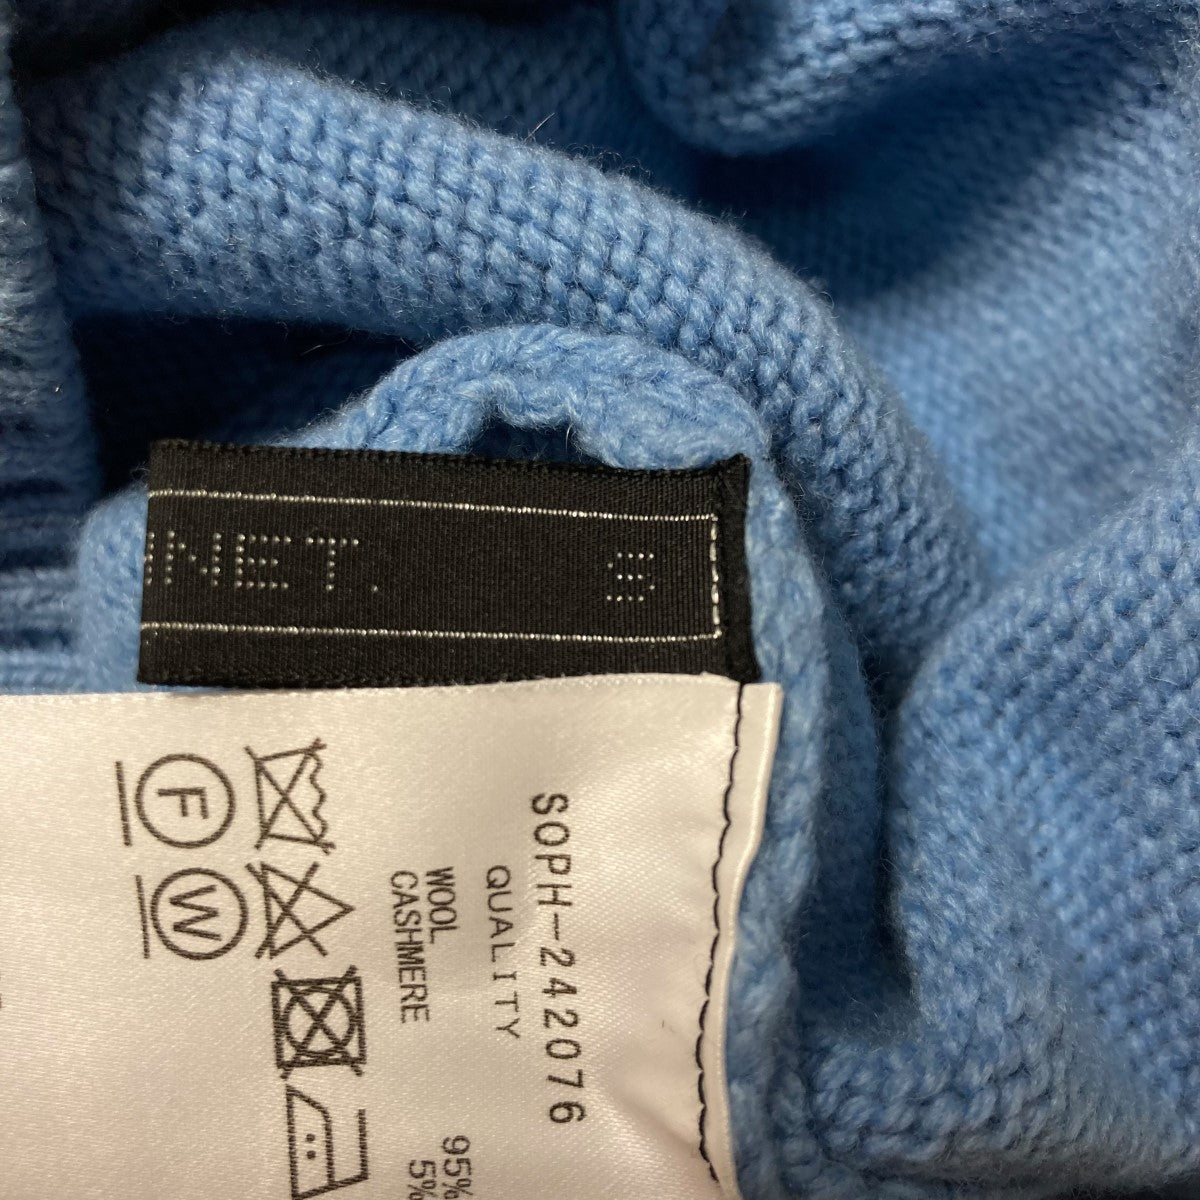 NET. S
SOPH-242076
QUALITY
WOOL 95%
CASHMERE 5%
F
W